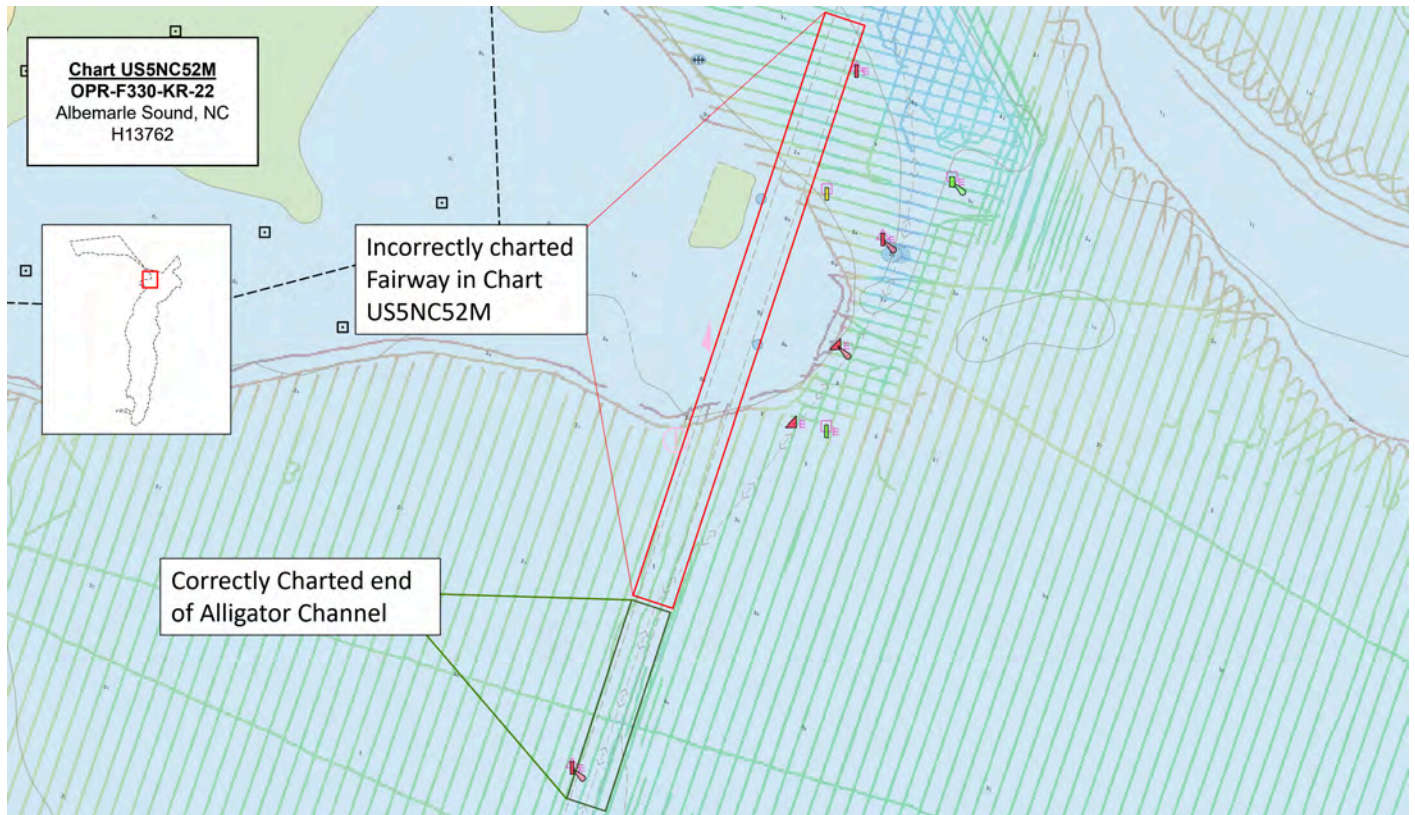 Chart US5NC52M
OPR-F330-KR-22
Albemarle Sound, NC
H13762
Incorrectly charted
Fairway in Chart
US5NC52M
Correctly Charted end
of Alligator Channel